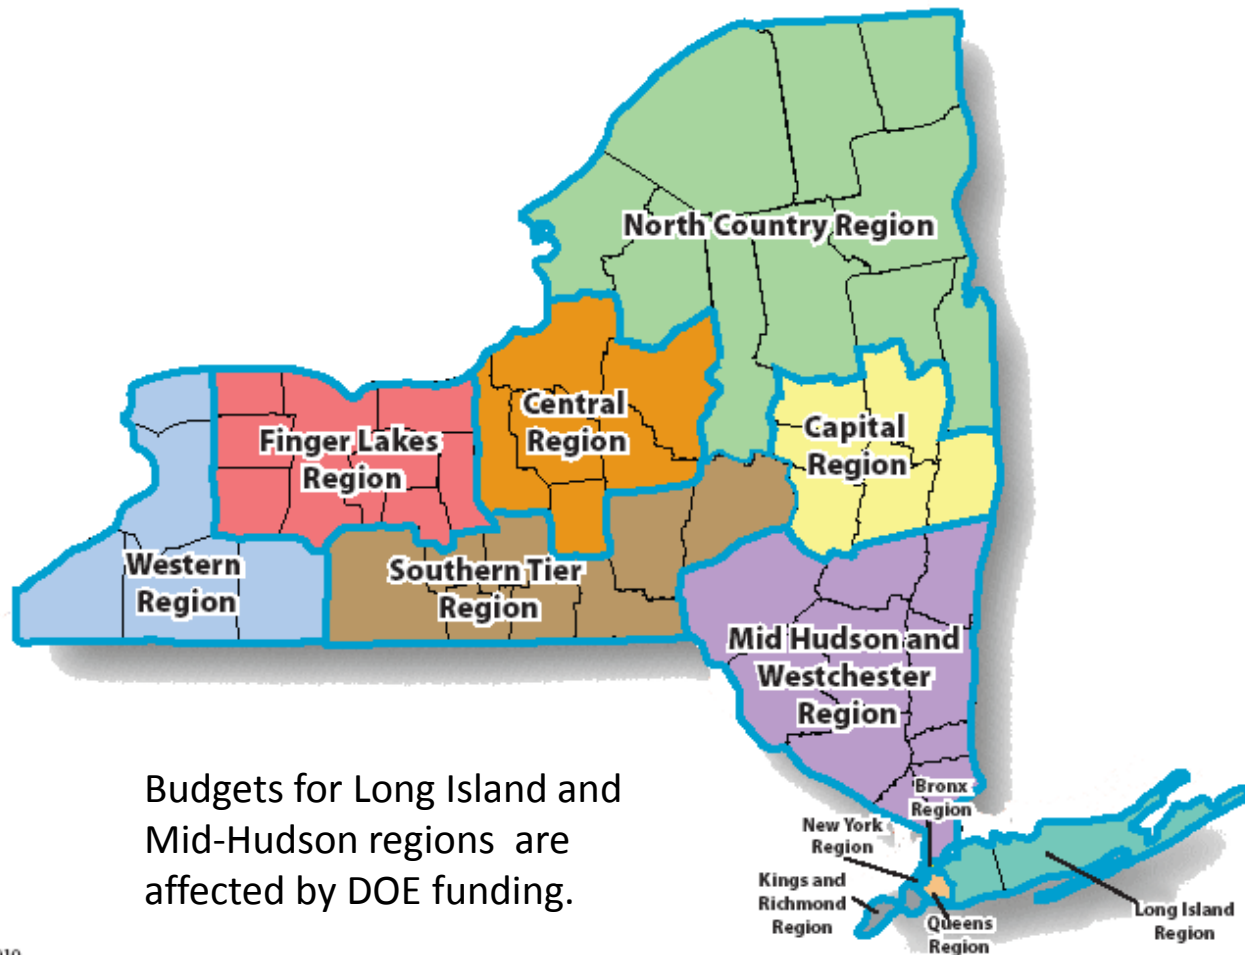 North Country Region
Central
Region
Finger Lakes
Region
Capital
Region
Western
Region
Southern Tier
Region
Mid Hudson and
Westchester
Region
Budgets for Long Island and
Mid-Hudson regions are
affected by DOE funding.
Bronx
Region
New York
Region
Kings and
Richmond
Region
Queens
Region
Long Island
Region